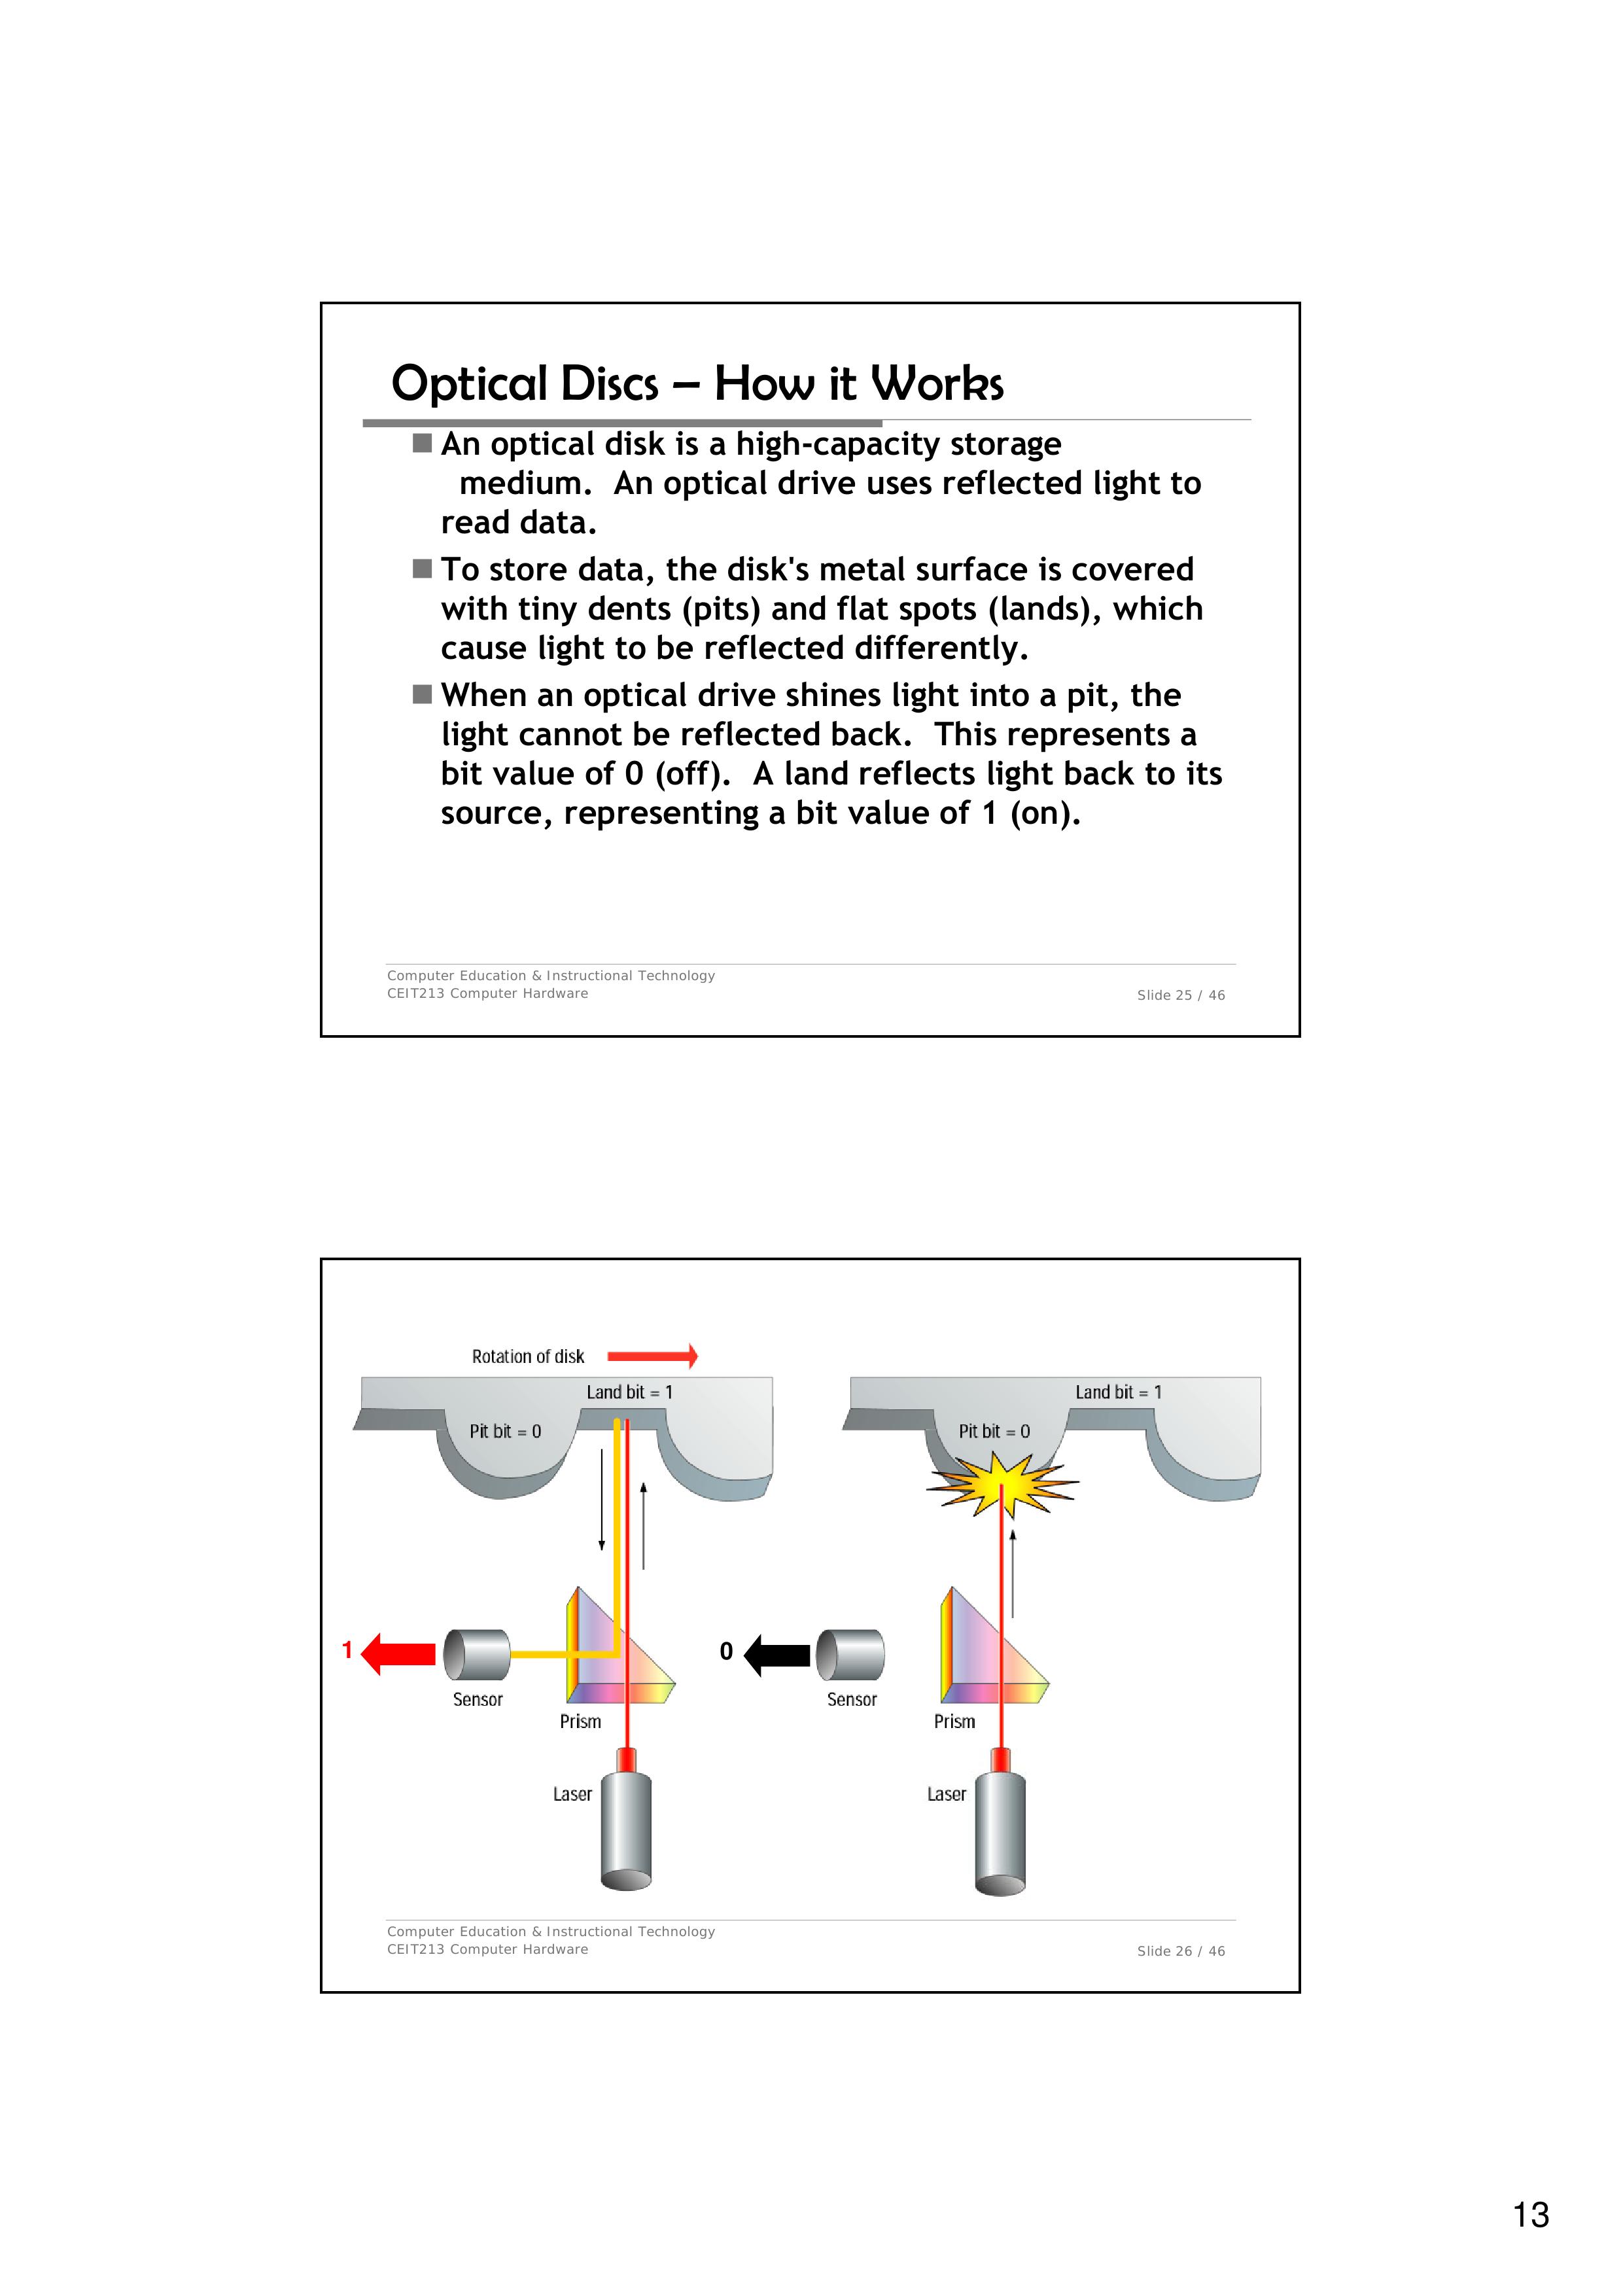 Optical Discs – How it Works
An optical disk is a high-capacity storage
medium.  An optical drive uses reflected light to
read data.
To store data, the disk's metal surface is covered
with tiny dents (pits) and flat spots (lands), which
cause light to be reflected differently.
When an optical drive shines light into a pit, the
light cannot be reflected back.  This represents a
bit value of 0 (off).  A land reflects light back to its
source, representing a bit value of 1 (on).
Computer Education & Instructional Technology
CEIT213 Computer Hardware
Slide 25 / 46
Rotation of disk
Land bit = 1
Pit bit = 0
Land bit = 1
Pit bit = 0
1
Sensor
Prism
Laser
0
Sensor
Prism
Laser
Computer Education & Instructional Technology
CEIT213 Computer Hardware
Slide 26 / 46
13